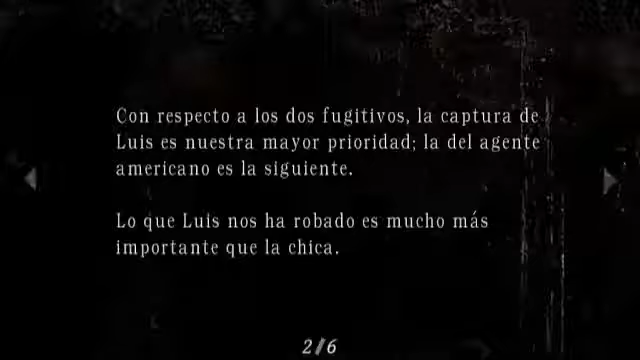 Con respecto a los dos fugitivos, la captura de
Luis es nuestra mayor prioridad; la del agente
americano es la siguiente.
Lo que Luis nos ha robado es mucho más
importante que la chica.
2/6